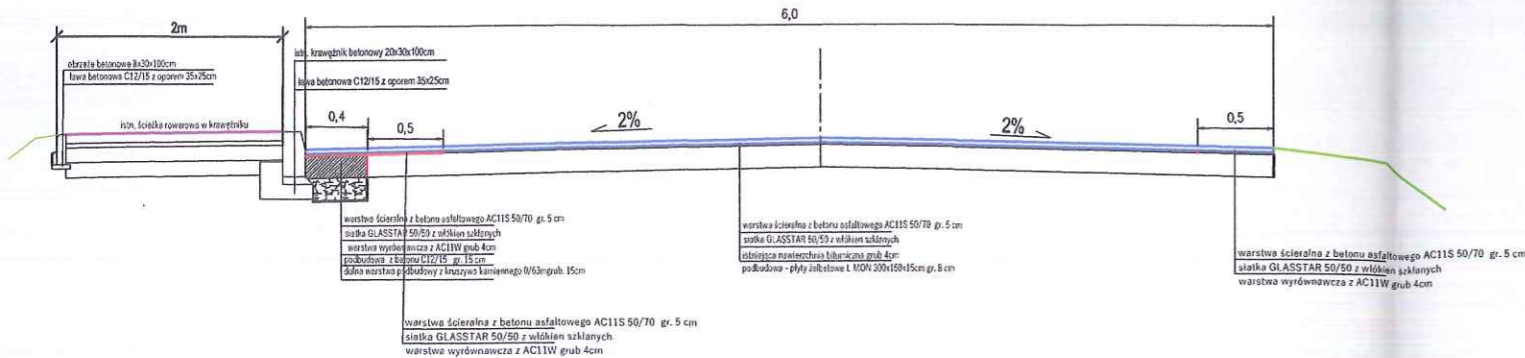 6,0
2m
istn. krawężnik betonowy 20x30x100cm
obrzeże betonowe 8x30x100cm
ława betonowa C12/15 z oporem 35x25cm
ława betonowa C12/15 z oporem 35x25cm
0,4
0,5
2%
2%
0,5
istn. ścieżka rowerowa w krawężniku
warstwa ścieralna z betonu asfaltowego AC11S 50/70 gr. 5 cm
siatka GLASSTAR 50/50 z włókien szklanych
warstwa wyrównawcza z AC11W grub 4cm
podbudowa z betonu C12/15 gr. 15 cm
dolna warstwa podbudowy z kruszywa kamiennego 0/63mgrub. 15cm
warstwa ścieralna z betonu asfaltowego AC11S 50/70 gr. 5 cm
siatka GLASSTAR 50/50 z włókien szklanych
istniejąca nawierzchnia bitumiczna grub 4cm
podbudowa - płyty żelbetowe t. MON 300x150x15cm gr.
warstwa ścieralna z betonu asfaltowego AC11S 50/70 gr. 5 cm
siatka GLASSTAR 50/50 z włókien szklanych
warstwa wyrównawcza z AC11W grub 4cm
warstwa ścieralna z betonu asfaltowego AC11S 50/70 gr. 5 cm
siatka GLASSTAR 50/50 z włókien szklanych
warstwa wyrównawcza z AC11W grub 4cm